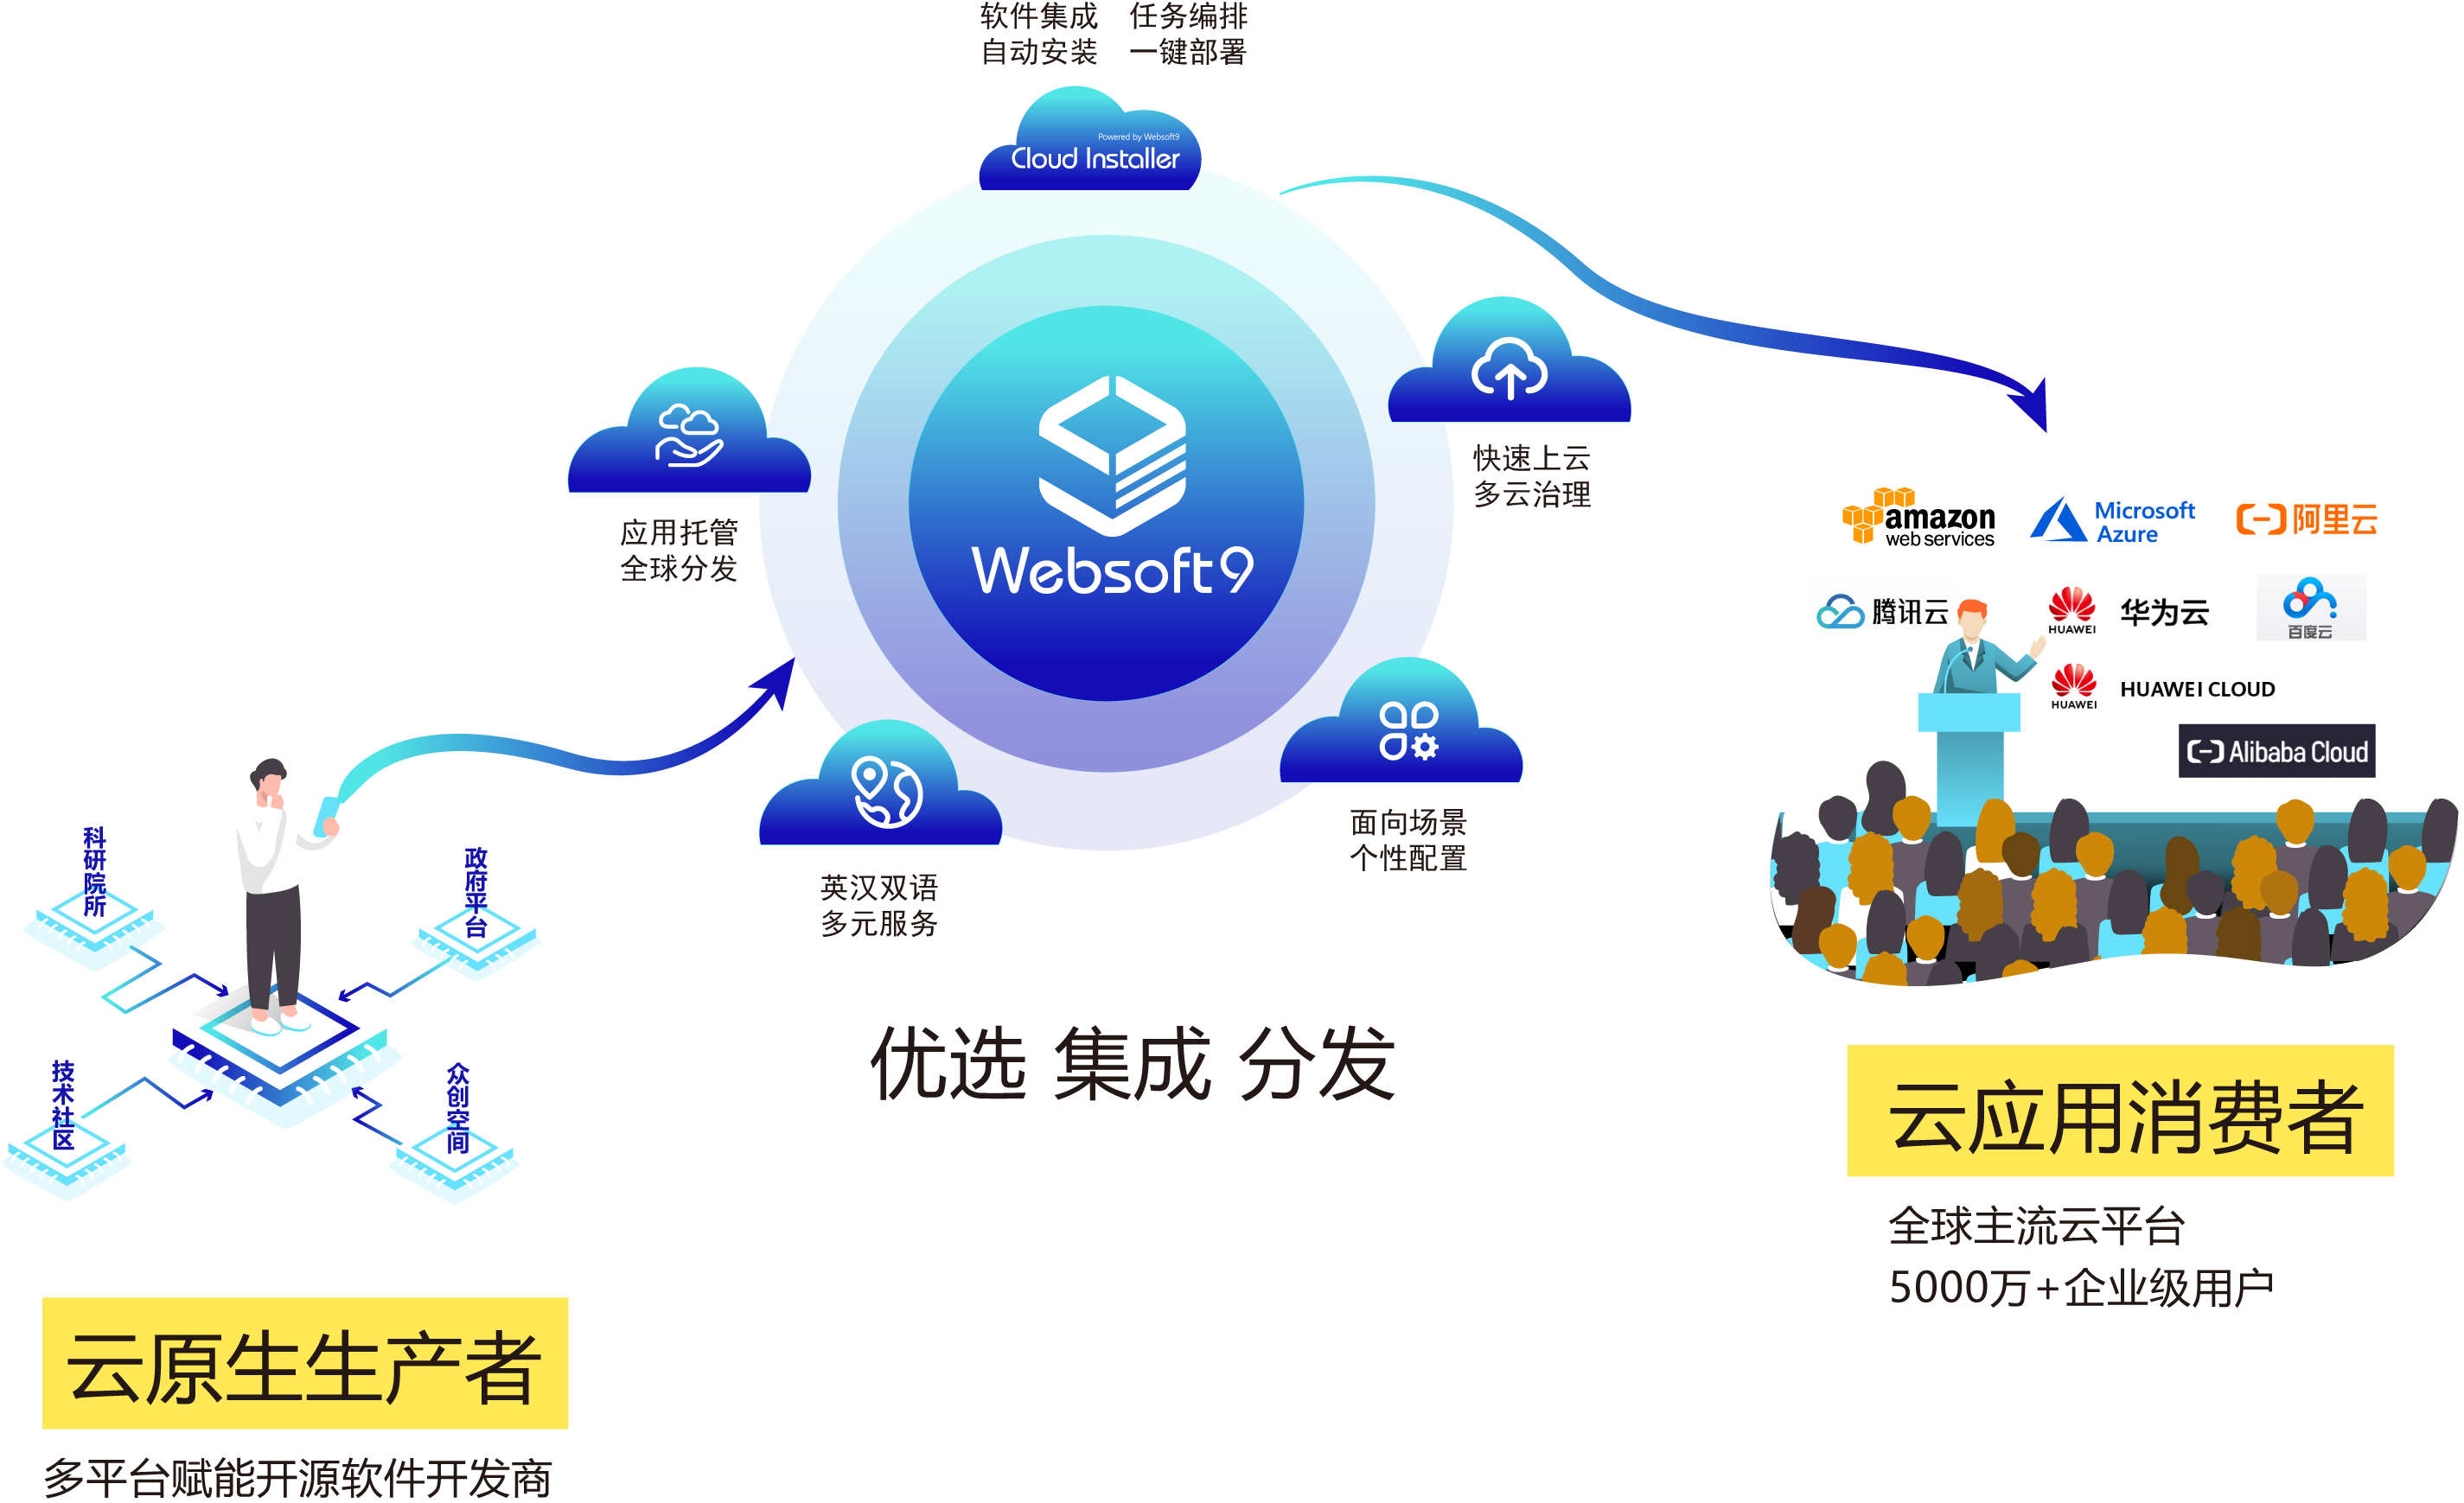 软件集成 任务编排
自动安装 一键部署
Powered by Websoft9
Cloud Installer
快速上云
多云治理
应用托管
全球分发
Websoft9
面向场景
个性配置
英汉双语
多元服务
优选 集成 分发
科研院所
政府平台
技术社区
众创空间
云原生生产者
多平台赋能开源软件开发商
amazon
web services
Microsoft
Azure
阿里云
腾讯云
HUAWEI
华为云
百度云
HUAWEI
HUAWEI CLOUD
Alibaba Cloud
云应用消费者
全球主流云平台
5000万+企业级用户